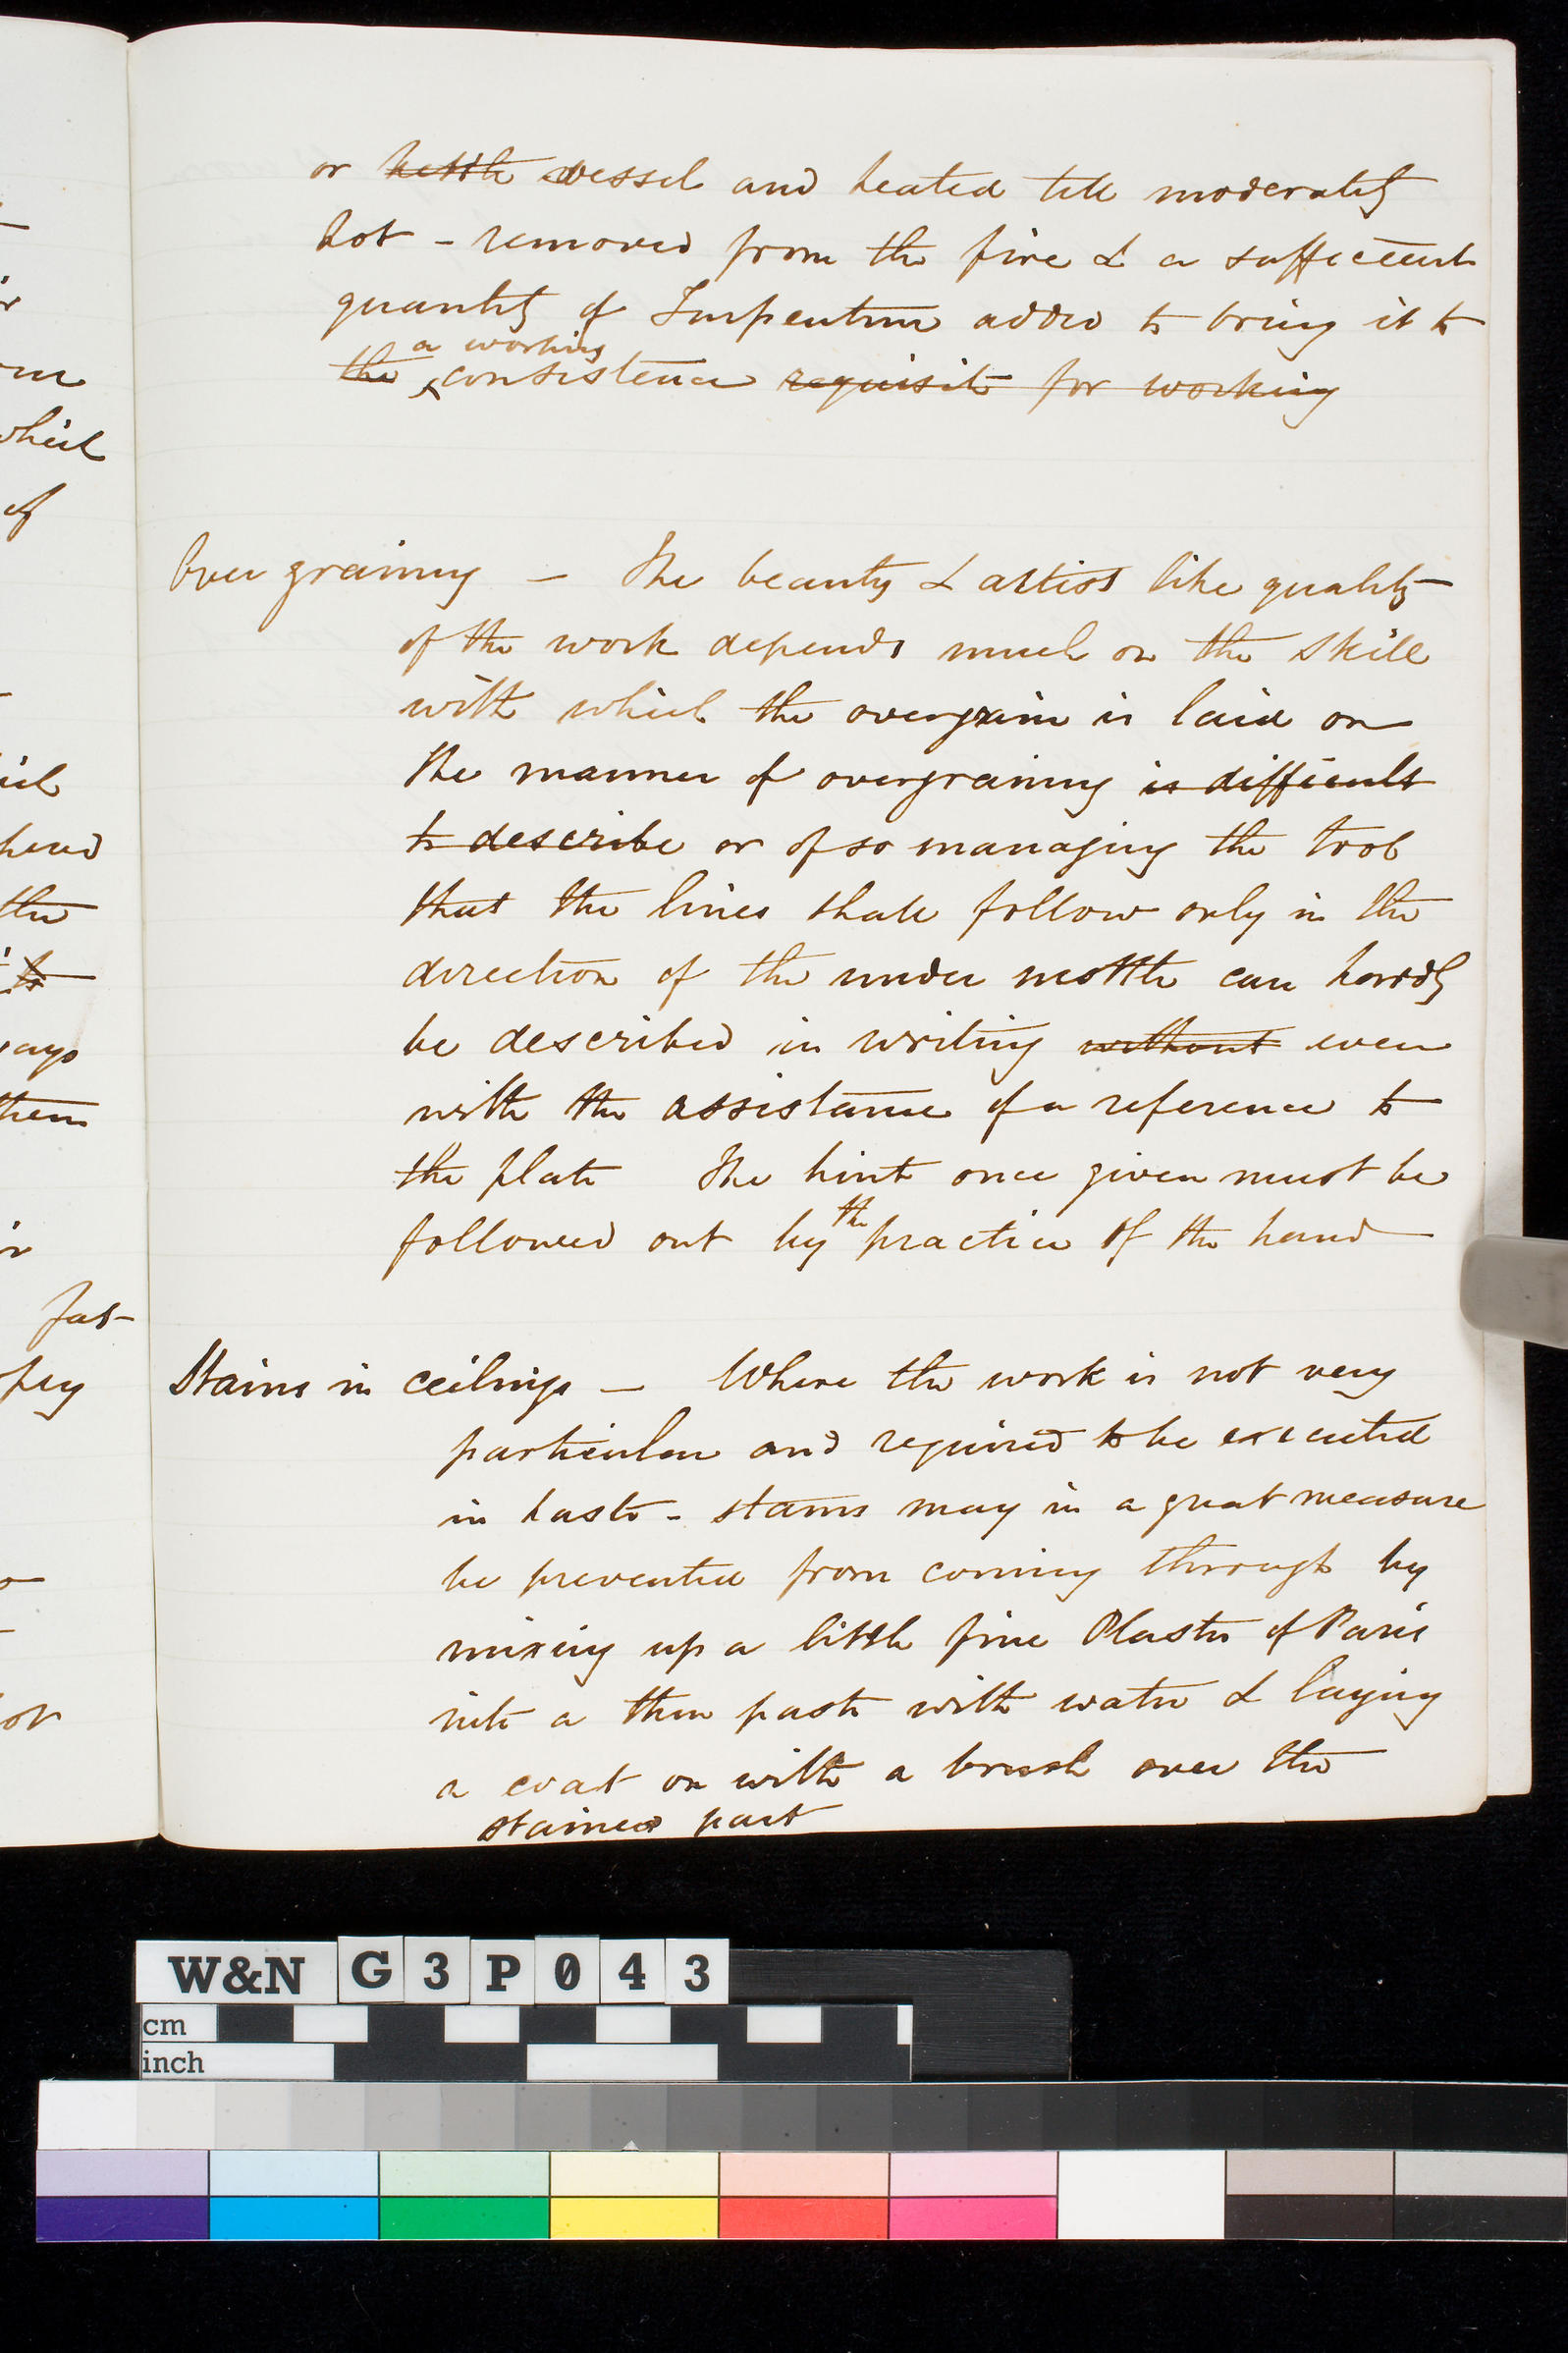 or kettle vessel and heated till moderately
hot - removed from the fire & a sufficient
quantity of Turpentine added to bring it to
a working
the consistence requisite for working
Over graining - The beauty & artist like quality
of the work depends much on the skill
with which the overgrain is laid on
the manner of overgraining is difficult
to describe or of so managing the tool
that the lines shall follow only in the
direction of the under mottle can hardly
be described in writing without even
with the assistance of a reference to
the plate The hint once given must be
followed out by the practice of the hand
Stains in ceilings - Where the work is not very
particular and required to be executed
in haste - stains may in a great measure
be prevented from coming through by
mixing up a little fine Plaster of Paris
into a thin paste with water & laying
a coat on with a brush over the
stained part
which
of
the
to
says
them
W&N G3P043
cm
inch